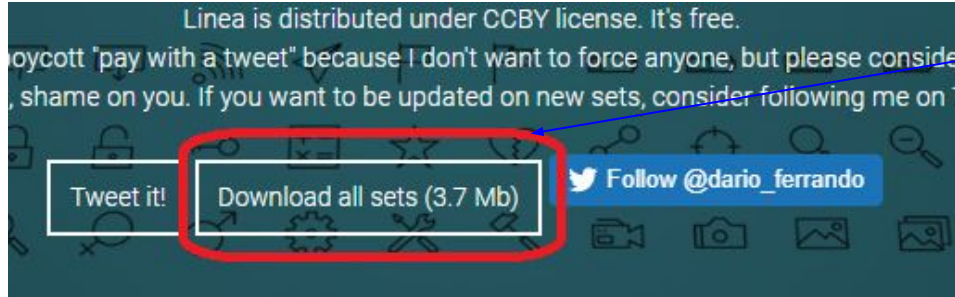 Linea is distributed under CCBY license. It's free.
boycott "pay with a tweet" because I don't want to force anyone, but please conside
, shame on you. If you want to be updated on new sets, consider following me on T
Tweet it!
Download all sets (3.7 Mb)
Follow @dario_ferrando